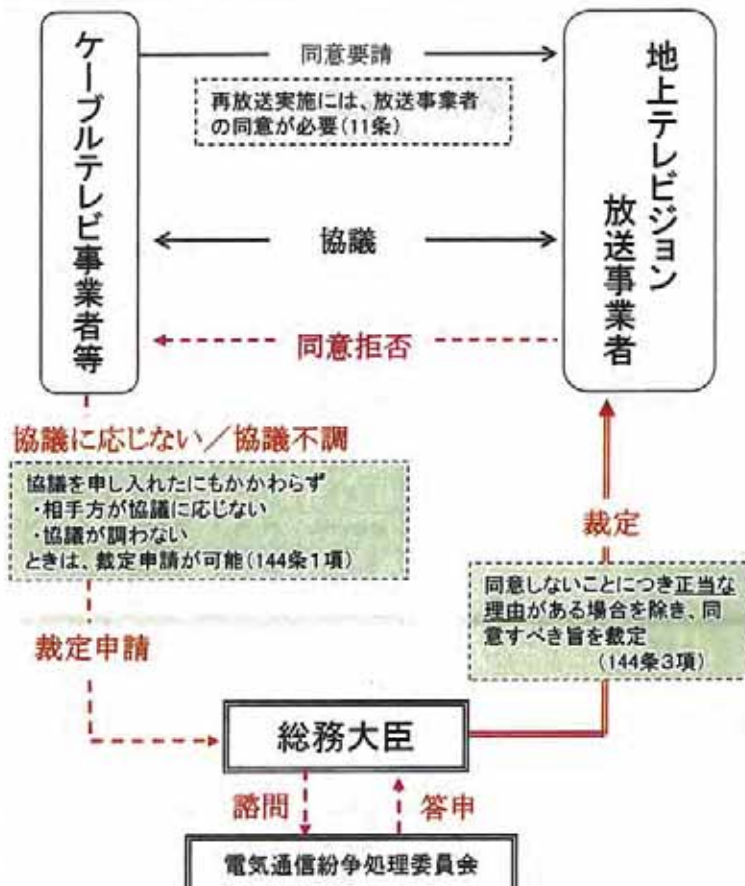 ケーブルテレビ事業者等
同意要請
再放送実施には、放送事業者
の同意が必要(11条)
地上テレビジョン
放送事業者
協議
同意拒否
協議に応じない/協議不調
協議を申し入れたにもかかわらず
・相手方が協議に応じない
・協議が調わない
ときは、裁定申請が可能(144条1項)
裁定
同意しないことにつき正当な
理由がある場合を除き、同
意すべき旨を裁定
(144条3項)
裁定申請
総務大臣
諮問
答申
電気通信紛争処理委員会